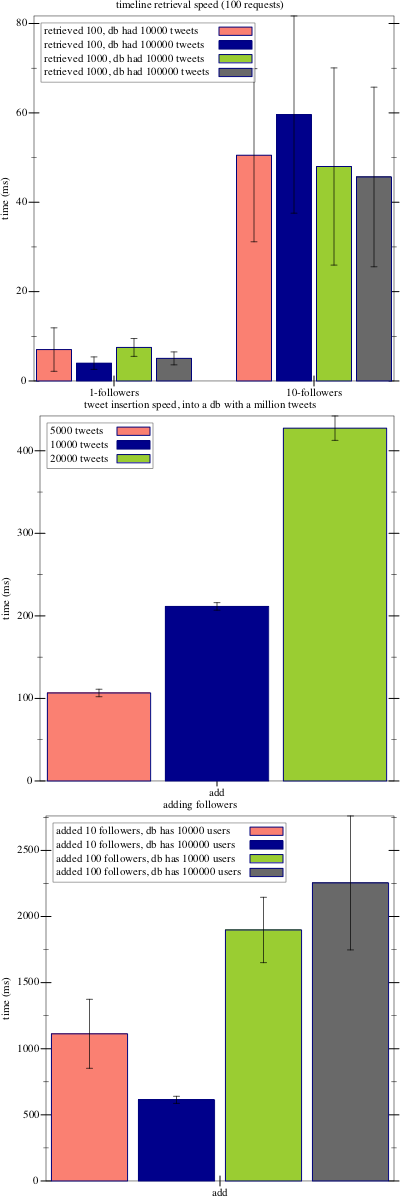 timeline retrieval speed (100 requests)
80
60
40
20
0
time (ms)
retrieved 100, db had 10000 tweets
retrieved 100, db had 100000 tweets
retrieved 1000, db had 10000 tweets
retrieved 1000, db had 100000 tweets
1-followers
10-followers
tweet insertion speed, into a db with a million tweets
400
300
200
100
0
time (ms)
5000 tweets
10000 tweets
20000 tweets
add
adding followers
2500
2000
1500
1000
500
0
time (ms)
added 10 followers, db has 10000 users
added 10 followers, db has 100000 users
added 100 followers, db has 10000 users
added 100 followers, db has 100000 users
add